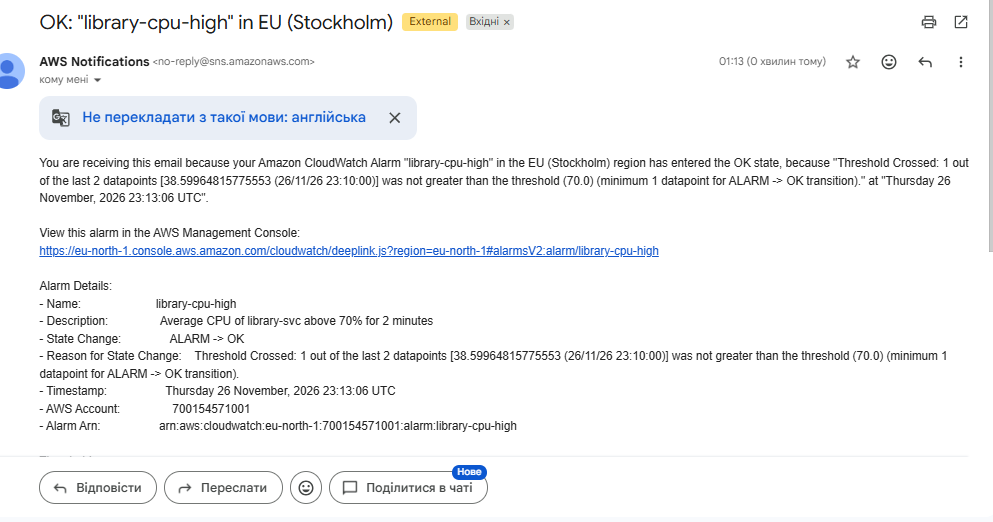 OK: "library-cpu-high" in EU (Stockholm) External Вхідні ×
AWS Notifications <no-reply@sns.amazonaws.com> 01:13 (0 хвилин тому)
кому мені
Не перекладати з такої мови: англійська
You are receiving this email because your Amazon CloudWatch Alarm "library-cpu-high" in the EU (Stockholm) region has entered the OK state, because "Threshold Crossed: 1 out
of the last 2 datapoints [38.59964815775553 (26/11/26 23:10:00)] was not greater than the threshold (70.0) (minimum 1 datapoint for ALARM -> OK transition)." at "Thursday 26
November, 2026 23:13:06 UTC".
View this alarm in the AWS Management Console:
https://eu-north-1.console.aws.amazon.com/cloudwatch/deeplink.js?region=eu-north-1#alarmsV2:alarm/library-cpu-high
Alarm Details:
- Name: library-cpu-high
- Description: Average CPU of library-svc above 70% for 2 minutes
- State Change: ALARM -> OK
- Reason for State Change: Threshold Crossed: 1 out of the last 2 datapoints [38.59964815775553 (26/11/26 23:10:00)] was not greater than the threshold (70.0) (minimum 1
datapoint for ALARM -> OK transition).
- Timestamp: Thursday 26 November, 2026 23:13:06 UTC
- AWS Account: 700154571001
- Alarm Arn: arn:aws:cloudwatch:eu-north-1:700154571001:alarm:library-cpu-high
Нове
Відповісти Переслати Поділитися в чаті